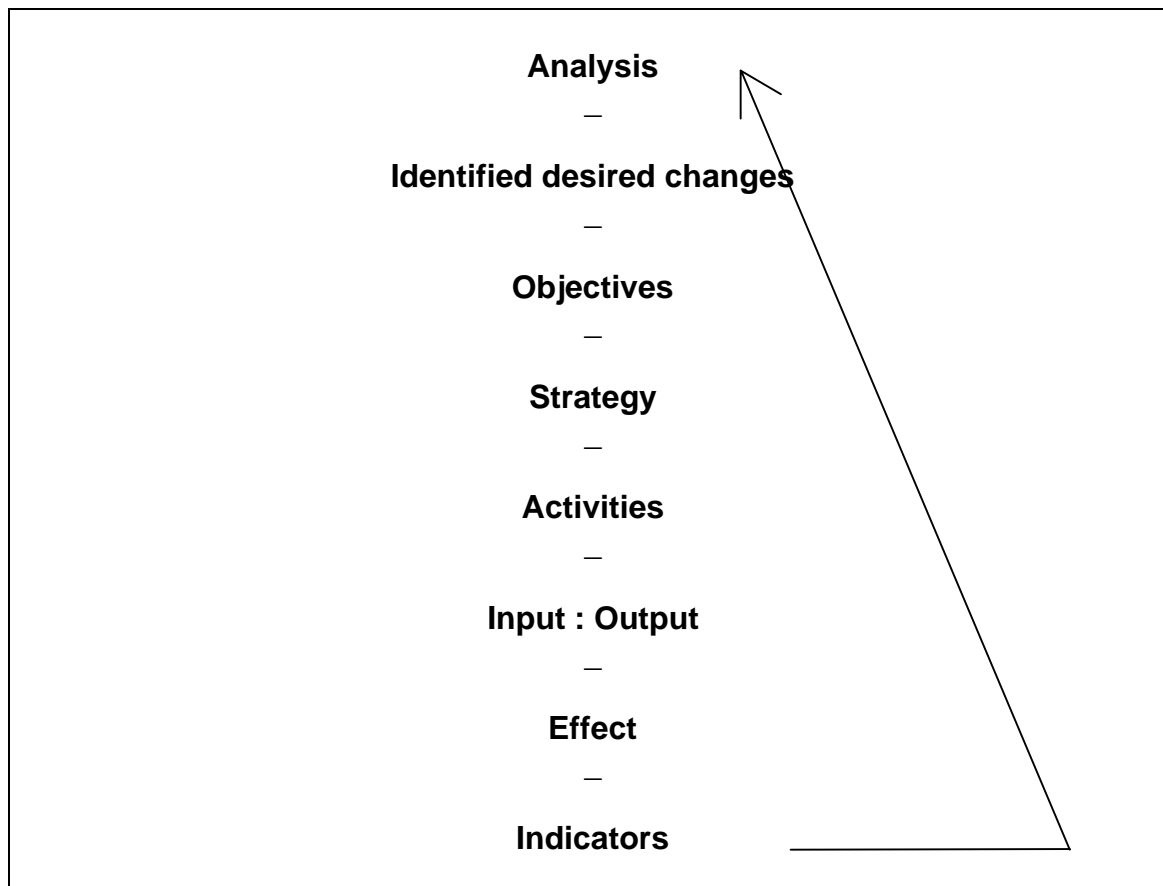 Analysis
–
Identified desired changes
–
Objectives
–
Strategy
–
Activities
–
Input : Output
–
Effect
–
Indicators